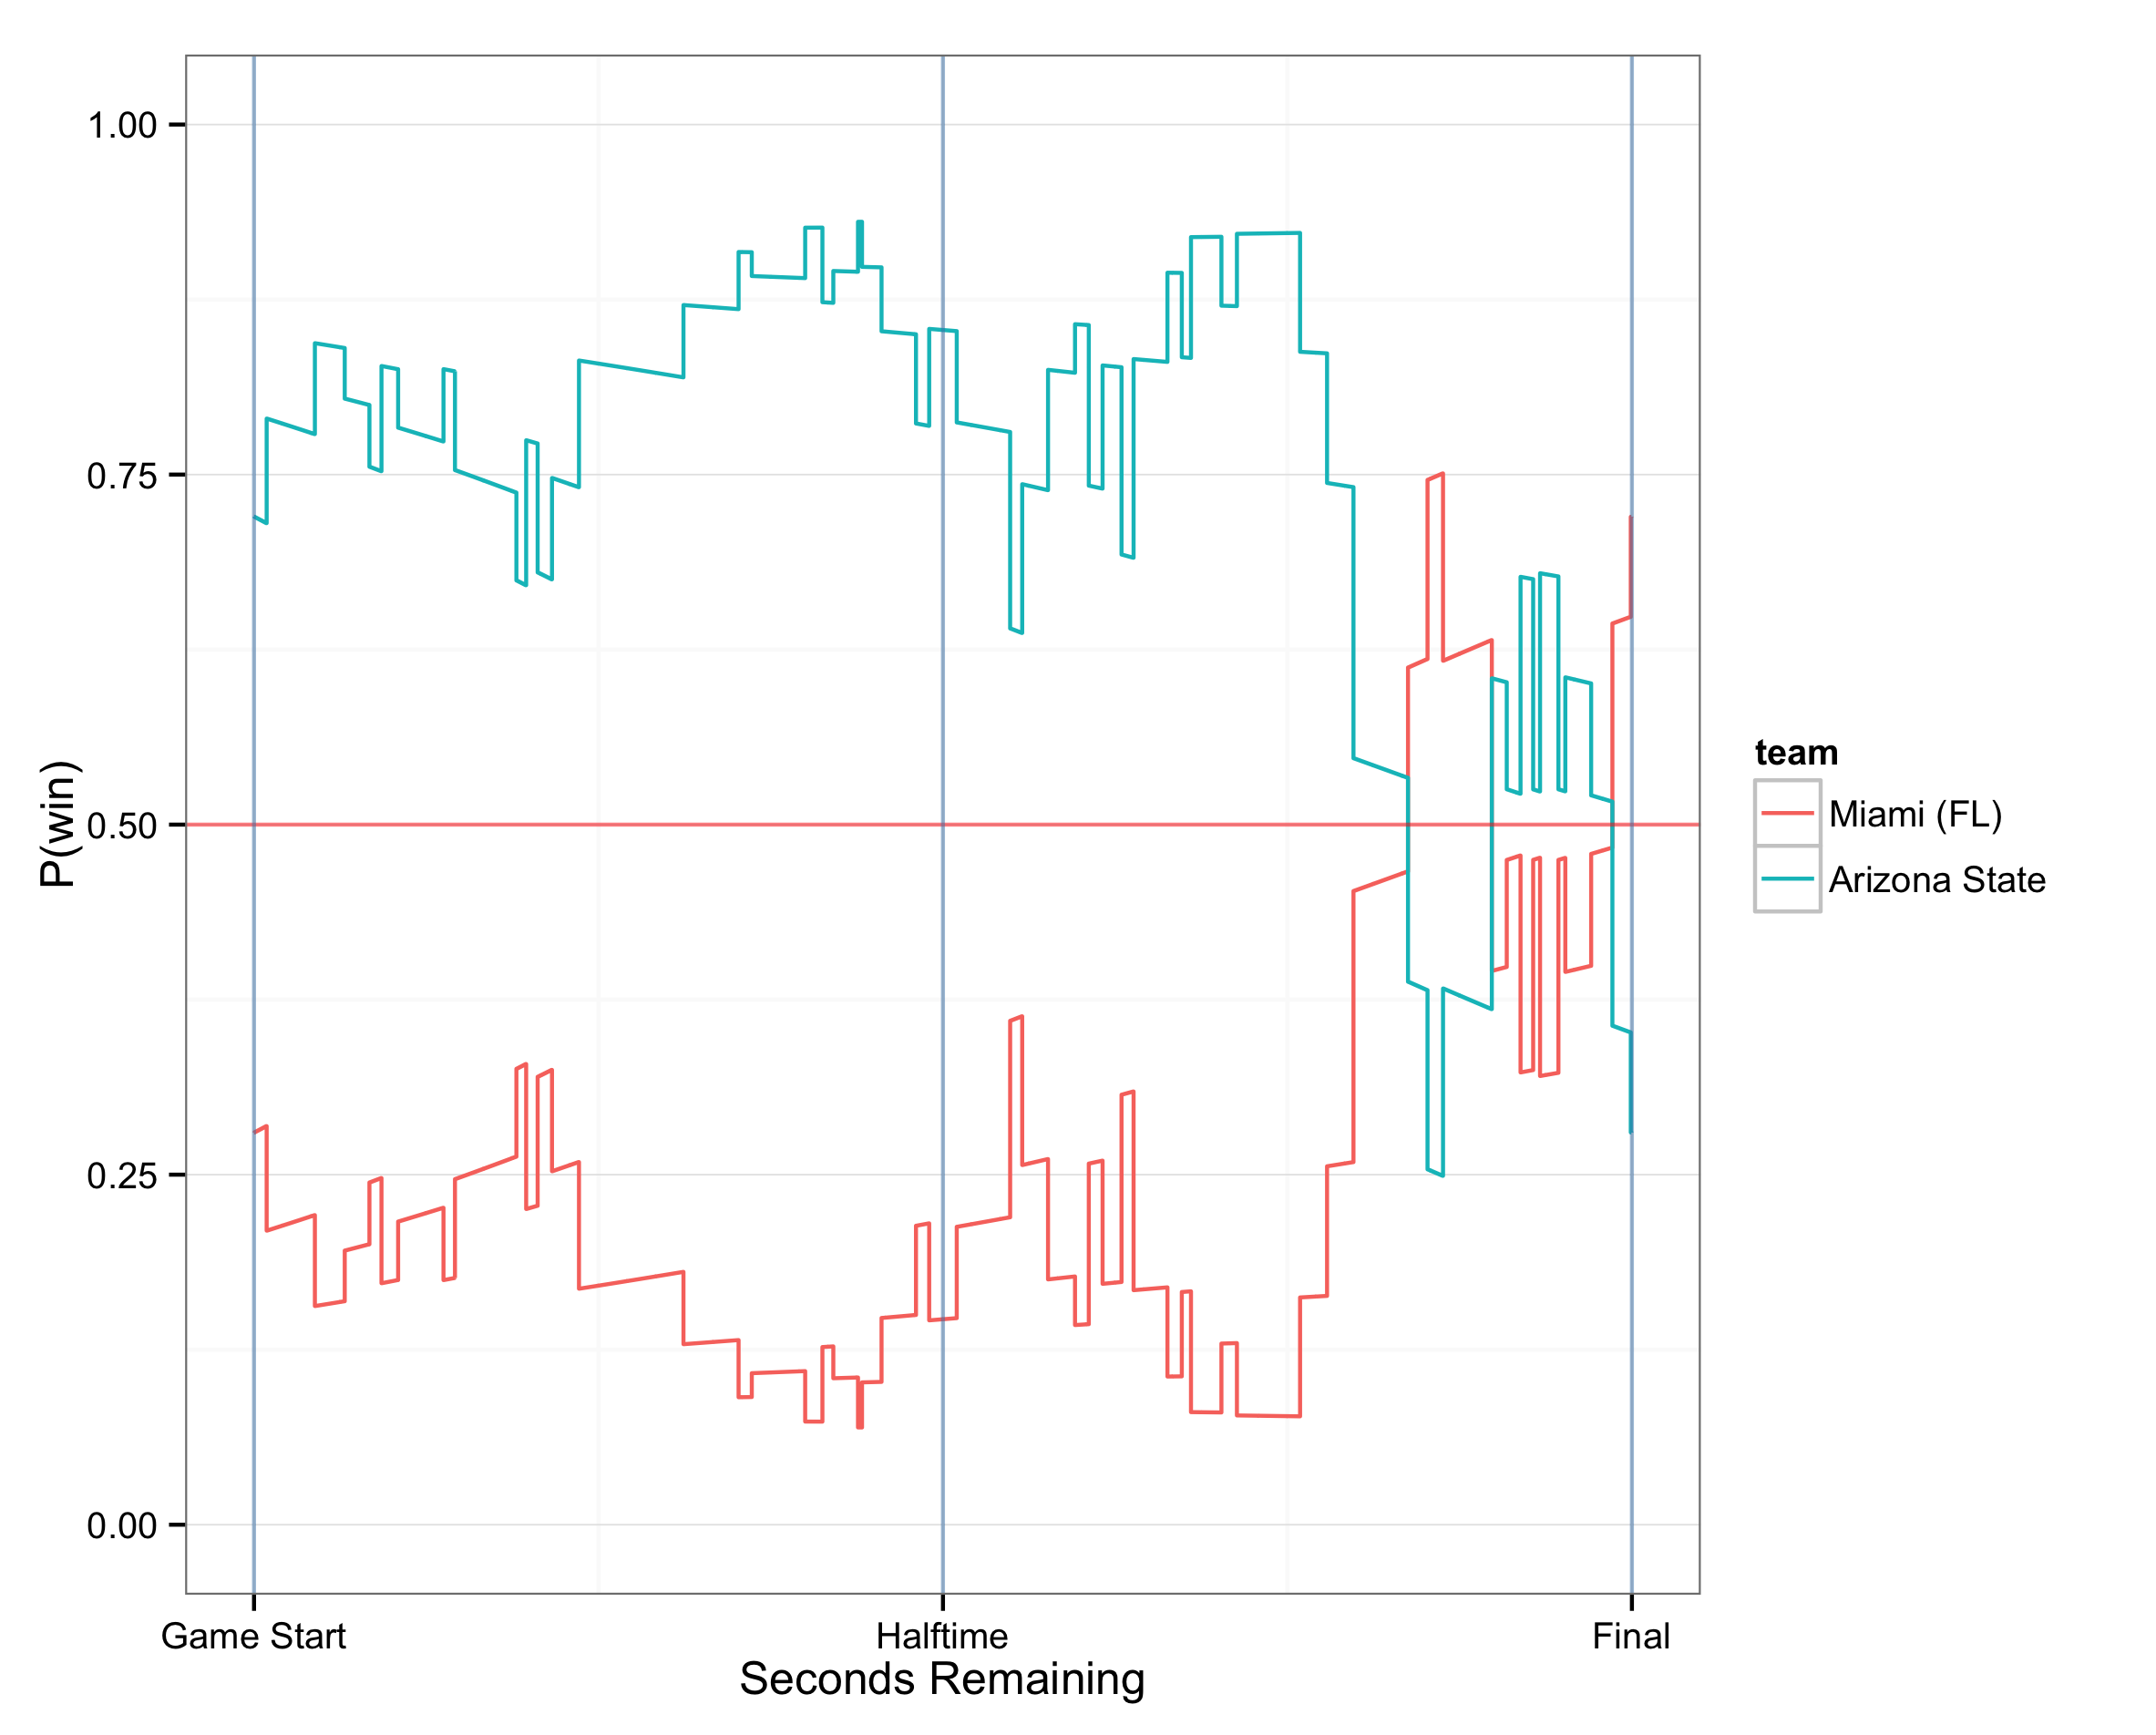 P(win)
1.00
0.75
0.50
0.25
0.00
Game Start
Halftime
Final
Seconds Remaining
team
Miami (FL)
Arizona State